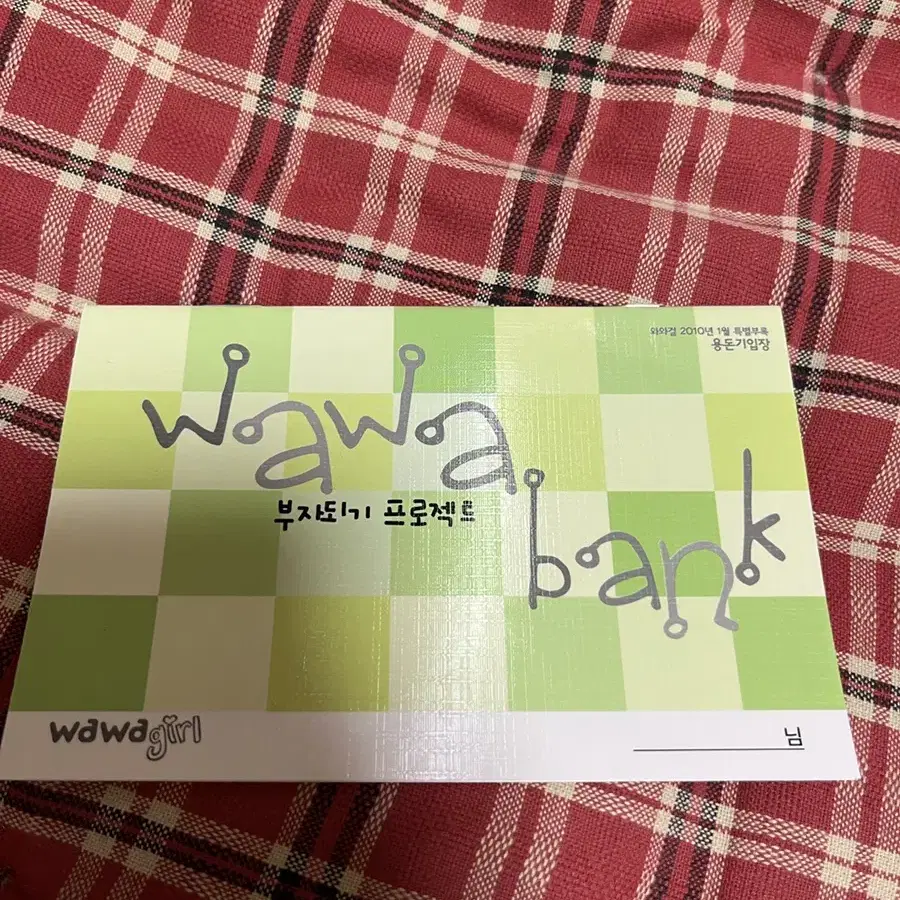 와와걸 2010년 1월 특별부록
용돈기입장
wawa
부자되기 프로젝트
bank
wawagirl
님